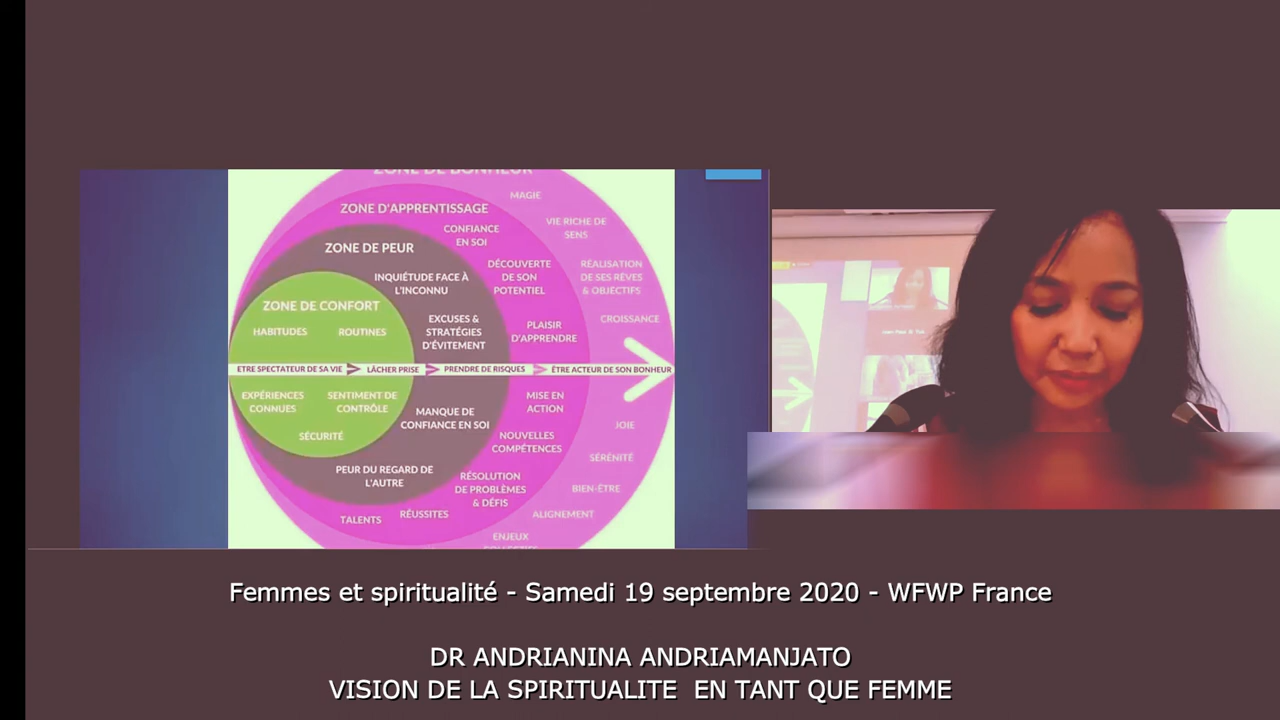 ZONE DE BONHEUR
MAGIE
ZONE D'APPRENTISSAGE
VIE RICHE DE
SENS
CONFIANCE
EN SOI
ZONE DE PEUR
DÉCOUVERTE
DE SON
POTENTIEL
RÉALISATION
DE SES RÊVES
& OBJECTIFS
INQUIÉTUDE FACE À
L'INCONNU
ZONE DE CONFORT
EXCUSES &
STRATÉGIES
D'ÉVITEMENT
CROISSANCE
HABITUDES
ROUTINES
PLAISIR
D'APPRENDRE
ETRE SPECTATEUR DE SA VIE
LÂCHER PRISE
PRENDRE DE RISQUES
ÊTRE ACTEUR DE SON BONHEUR
EXPÉRIENCES
CONNUES
SENTIMENT DE
CONTRÔLE
MISE EN
ACTION
MANQUE DE
CONFIANCE EN SOI
JOIE
SÉCURITÉ
NOUVELLES
COMPÉTENCES
SÉRÉNITÉ
PEUR DU REGARD DE
L'AUTRE
RÉSOLUTION
DE PROBLÈMES
& DÉFIS
BIEN-ÊTRE
TALENTS
RÉUSSITES
ALIGNEMENT
ENJEUX
Femmes et spiritualité - Samedi 19 septembre 2020 - WFWP France
DR ANDRIANINA ANDRIAMANJATO
VISION DE LA SPIRITUALITE EN TANT QUE FEMME